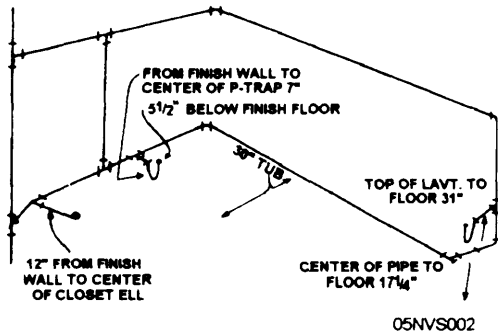 FROM FINISH WALL TO
CENTER OF P-TRAP 7"
5 1/2" BELOW FINISH FLOOR
30" TUB
TOP OF LAVT. TO
FLOOR 31"
12" FROM FINISH
WALL TO CENTER
OF CLOSET ELL
CENTER OF PIPE TO
FLOOR 17 1/4"
05NVS002